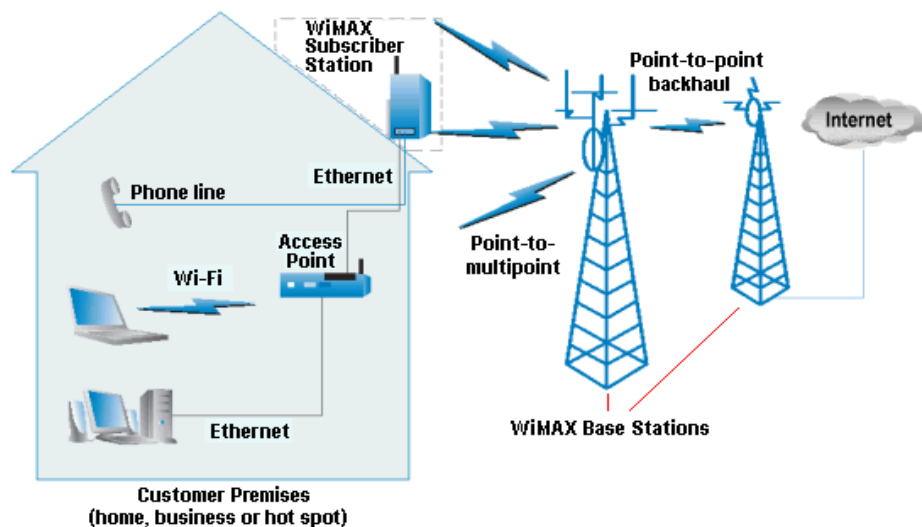 WiMAX
Subscriber
Station
Point-to-point
backhaul
Internet
Ethernet
Phone line
Access
Point
Point-to-
multipoint
Wi-Fi
Ethernet
WiMAX Base Stations
Customer Premises
(home, business or hot spot)